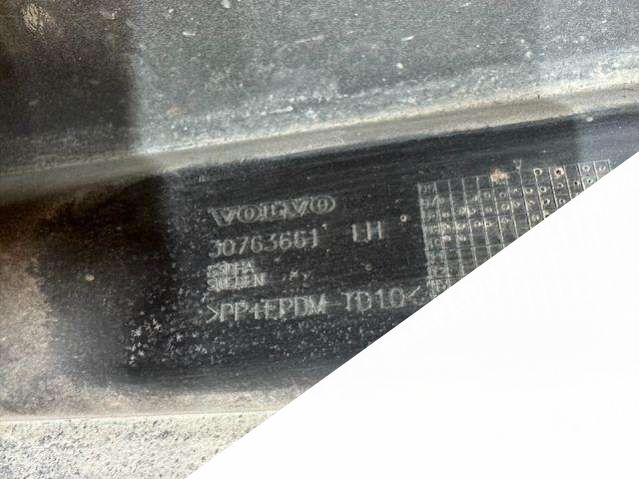 VOLVO
30763661 LH
SWEDEN
>PP+EPDM TD10<